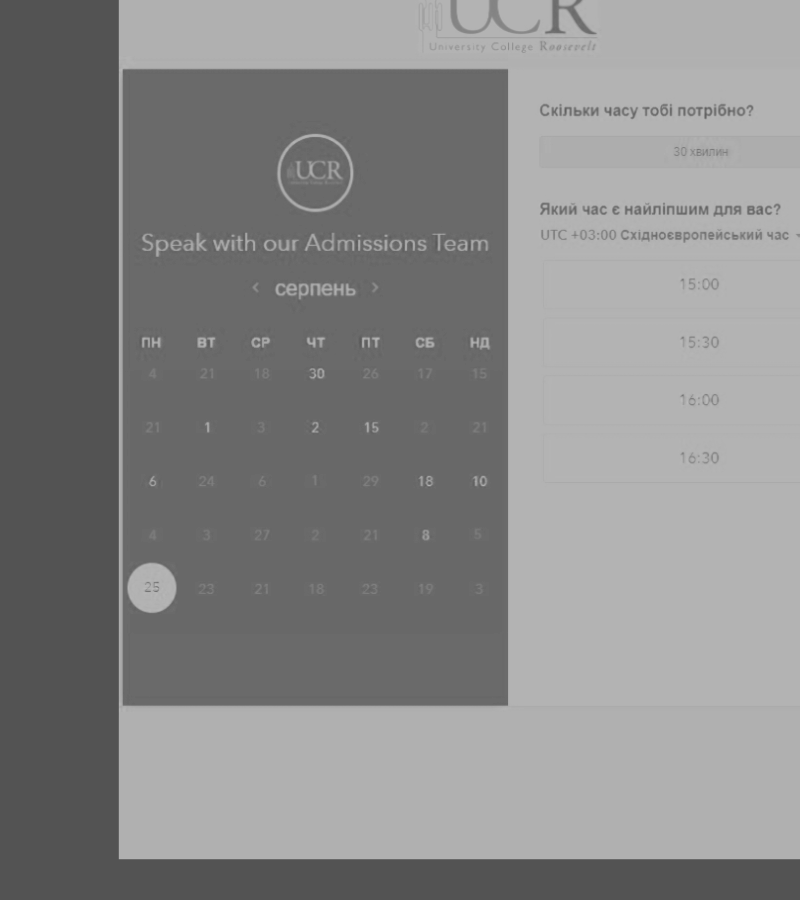 UCR
University College Roosevelt
UCR
Speak with our Admissions Team
‹ серпень ›
ПН ВТ СР ЧТ ПТ СБ НД
4 21 18 30 26 17 15
21 1 3 2 15 2 21
6 24 6 1 29 18 10
4 3 27 2 21 8 5
25 23 21 18 23 19 3
Скільки часу тобі потрібно?
30 хвилин
Який час є найліпшим для вас?
UTC +03:00 Східноєвропейський час
15:00
15:30
16:00
16:30